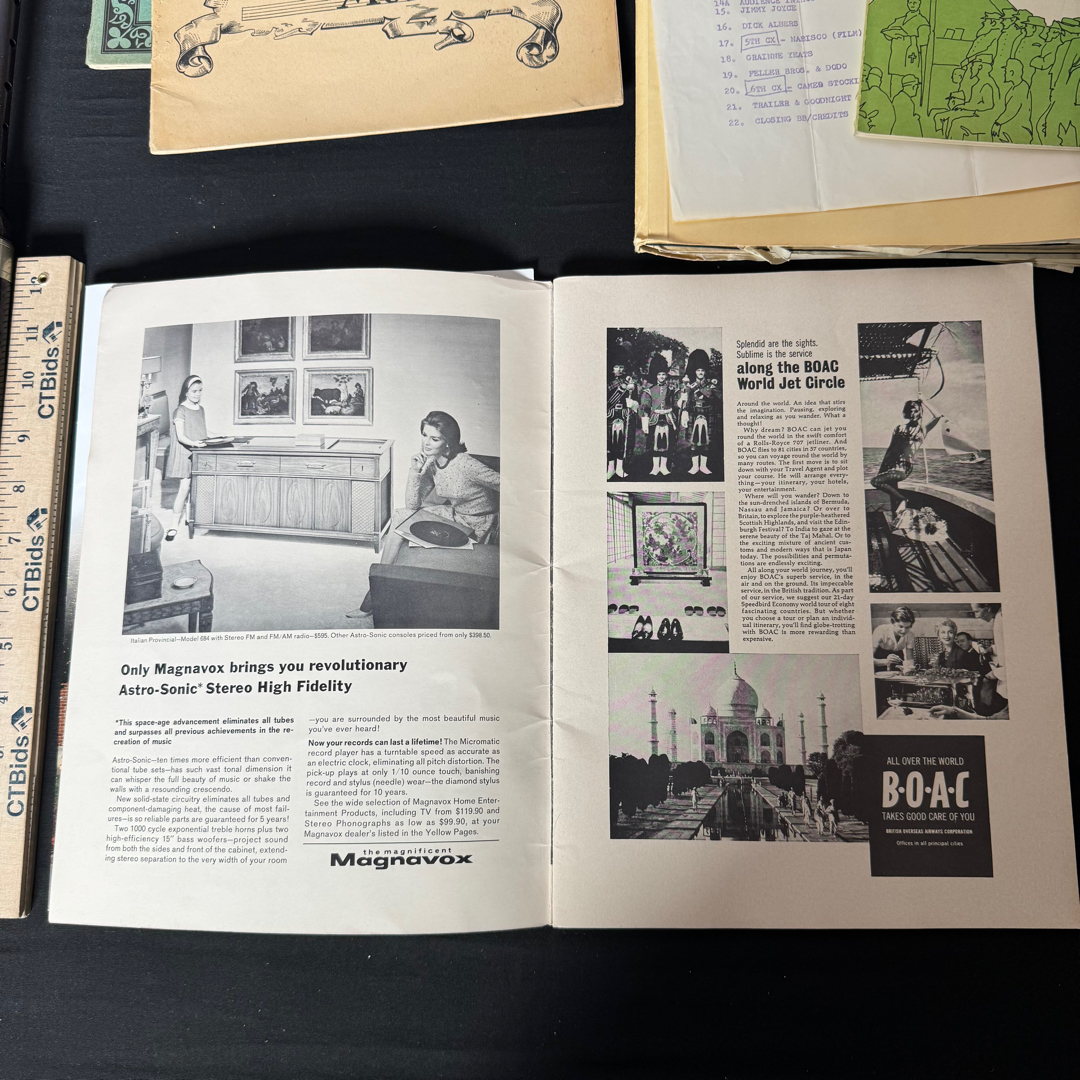 15. JIMMY JOYCE
16. DICK ALBERS
17. 5TH CX - NABISCO (FILM)
18. GRAINNE YEATS
19. FELLER BROS. & DODO
20. 6TH CX - CAMEB STOCKI
21. TRAILER & GOODNIGHT
22. CLOSING BB/CREDITS
12
11
10
9
8
7
6
5
4
CTBids
CTBids
CTBids
Italian Provincial—Model 684 with Stereo FM and FM/AM radio—$595. Other Astro-Sonic consoles priced from only $398.50.
Only Magnavox brings you revolutionary
Astro-Sonic* Stereo High Fidelity
*This space-age advancement eliminates all tubes
and surpasses all previous achievements in the re-
creation of music
Astro-Sonic—ten times more efficient than conven-
tional tube sets—has such vast tonal dimension it
can whisper the full beauty of music or shake the
walls with a resounding crescendo.
New solid-state circuitry eliminates all tubes and
component-damaging heat, the cause of most fail-
ures—is so reliable parts are guaranteed for 5 years!
Two 1000 cycle exponential treble horns plus two
high-efficiency 15" bass woofers—project sound
from both the sides and front of the cabinet, extend-
ing stereo separation to the very width of your room
—you are surrounded by the most beautiful music
you've ever heard!
Now your records can last a lifetime! The Micromatic
record player has a turntable speed as accurate as
an electric clock, eliminating all pitch distortion. The
pick-up plays at only 1/10 ounce touch, banishing
record and stylus (needle) wear—the diamond stylus
is guaranteed for 10 years.
See the wide selection of Magnavox Home Enter-
tainment Products, including TV from $119.90 and
Stereo Phonographs as low as $99.90, at your
Magnavox dealer's listed in the Yellow Pages.
the magnificent
Magnavox
Splendid are the sights.
Sublime is the service
along the BOAC
World Jet Circle
Around the world. An idea that stirs
the imagination. Pausing, exploring
and relaxing as you wander. What a
thought!
Why dream? BOAC can jet you
round the world in the swift comfort
of a Rolls-Royce 707 jetliner. And
BOAC flies to 81 cities in 57 countries,
so you can voyage round the world by
many routes. The first move is to sit
down with your Travel Agent and plot
your course. He will arrange every-
thing—your itinerary, your hotels,
your entertainment.
Where will you wander? Down to
the sun-drenched islands of Bermuda,
Nassau and Jamaica? Or over to
Britain, to explore the purple-heathered
Scottish Highlands, and visit the Edin-
burgh Festival? To India to gaze at the
serene beauty of the Taj Mahal. Or to
the exciting mixture of ancient cus-
toms and modern ways that is Japan
today. The possibilities and permuta-
tions are endlessly exciting.
All along your world journey, you'll
enjoy BOAC's superb service, in the
air and on the ground. Its impeccable
service, in the British tradition. As part
of our service, we suggest our 21-day
Speedbird Economy world tour of eight
fascinating countries. But whether
you choose a tour or plan an individ-
ual itinerary, you'll find globe-trotting
with BOAC is more rewarding than
expensive.
ALL OVER THE WORLD
B·O·A·C
TAKES GOOD CARE OF YOU
BRITISH OVERSEAS AIRWAYS CORPORATION
Offices in all principal cities